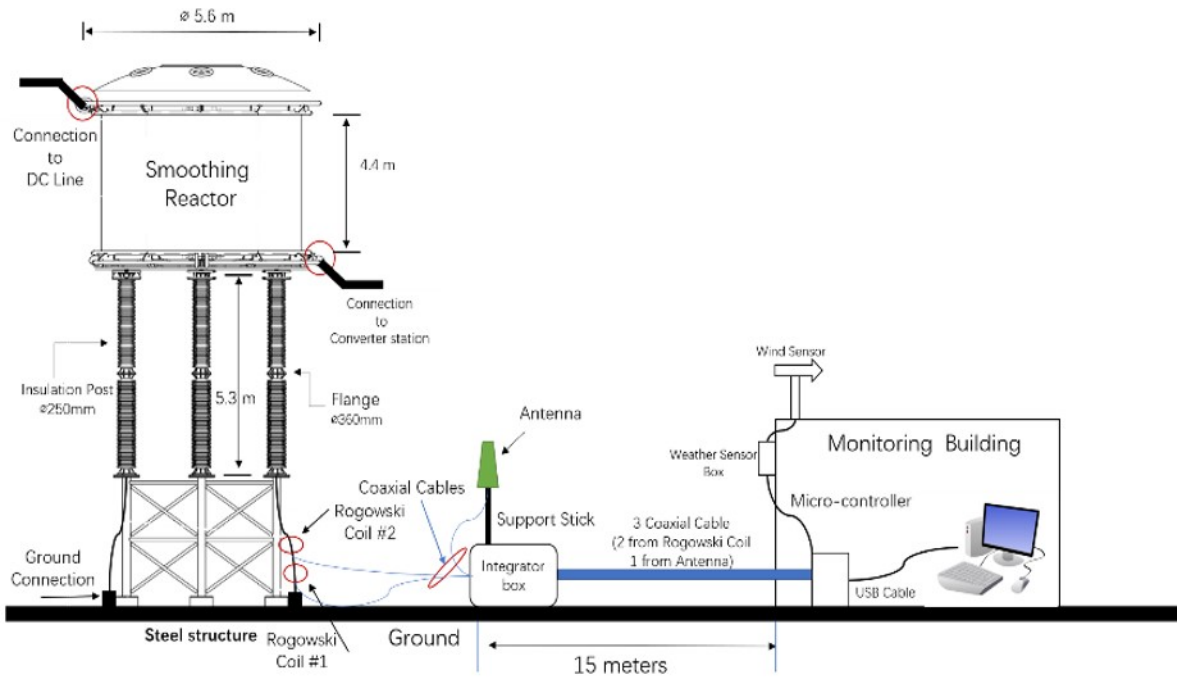 ø 5.6 m
Connection
to
DC Line
Smoothing
Reactor
4.4 m
Connection
to
Converter station
Insulation Post
ø250mm
5.3 m
Flange
ø360mm
Antenna
Wind Sensor
Monitoring Building
Weather Sensor
Box
Micro-controller
Coaxial Cables
Rogowski
Coil #2
Support Stick
3 Coaxial Cable
(2 from Rogowski Coil
1 from Antenna)
Ground
Connection
Integrator
box
USB Cable
Steel structure
Rogowski
Coil #1
Ground
15 meters